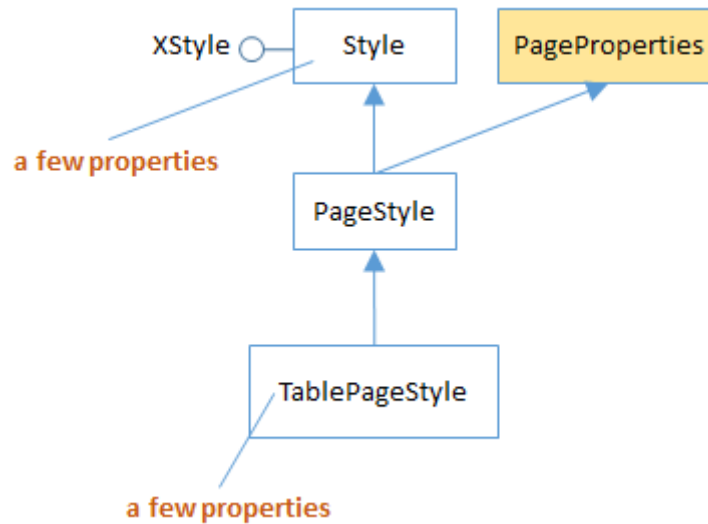 XStyle
Style
PageProperties
a few properties
PageStyle
TablePageStyle
a few properties